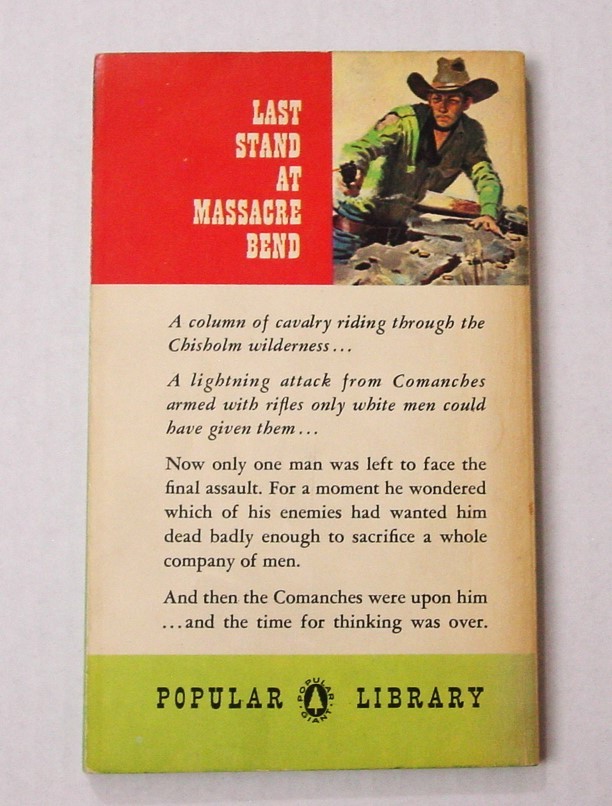 LAST
STAND
AT
MASSACRE
BEND
A column of cavalry riding through the
Chisholm wilderness...
A lightning attack from Comanches
armed with rifles only white men could
have given them...
Now only one man was left to face the
final assault. For a moment he wondered
which of his enemies had wanted him
dead badly enough to sacrifice a whole
company of men.
And then the Comanches were upon him
...and the time for thinking was over.
POPULAR POPULAR GIANT LIBRARY